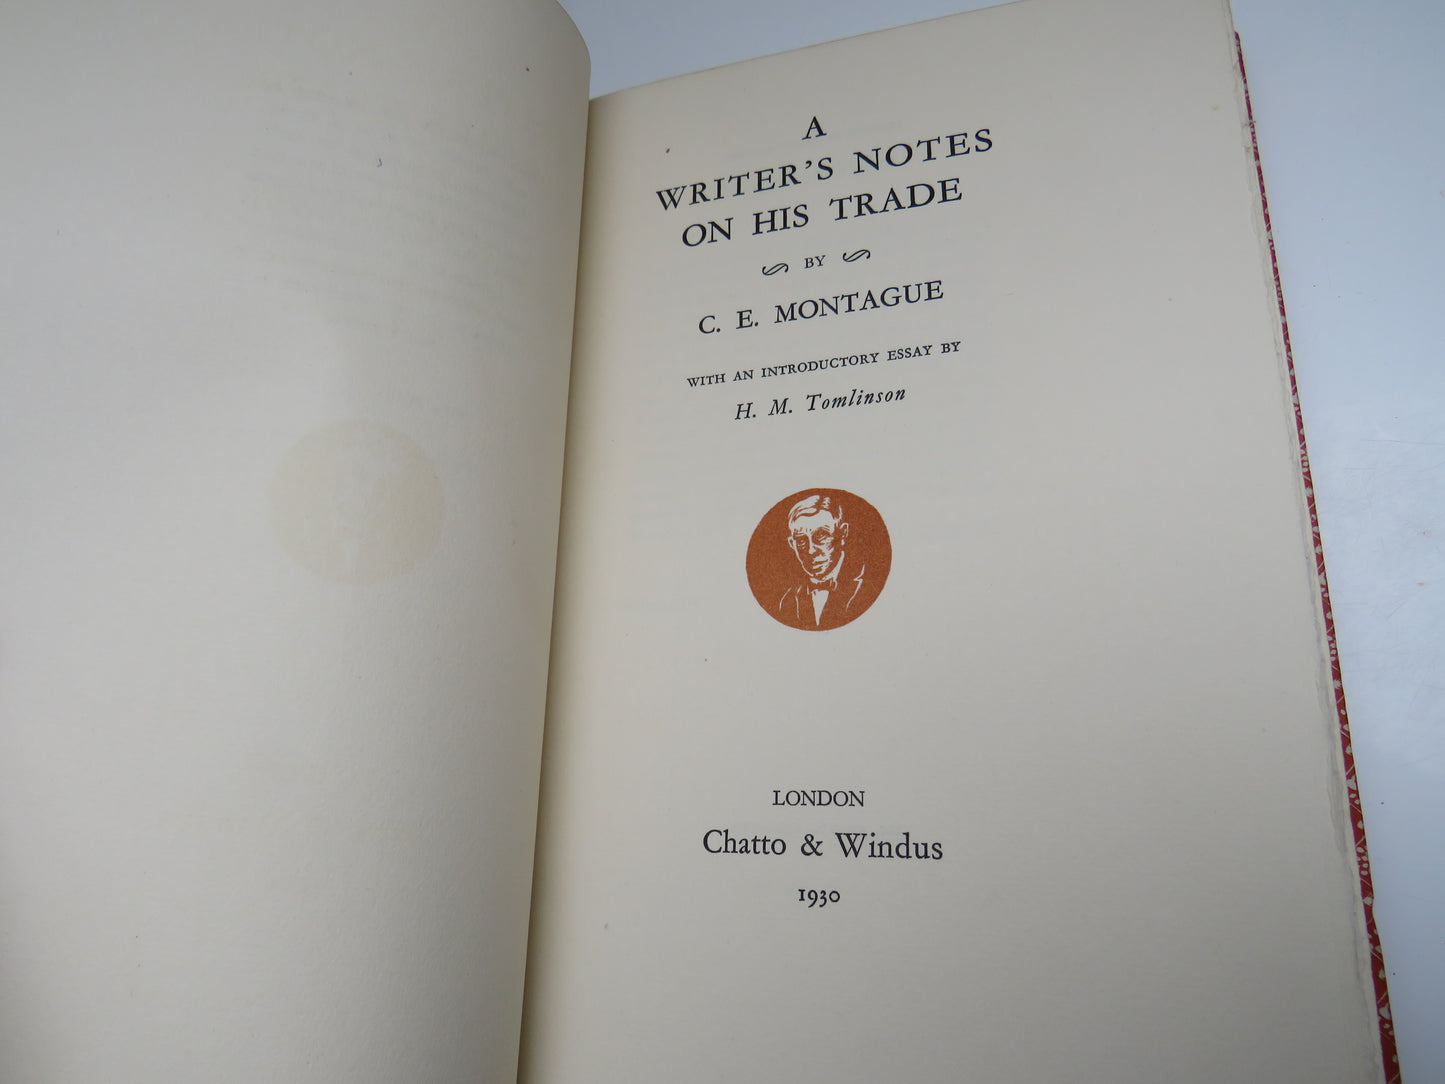 A
WRITER'S NOTES
ON HIS TRADE
BY
C. E. MONTAGUE
WITH AN INTRODUCTORY ESSAY BY
H. M. Tomlinson
LONDON
Chatto & Windus
1930